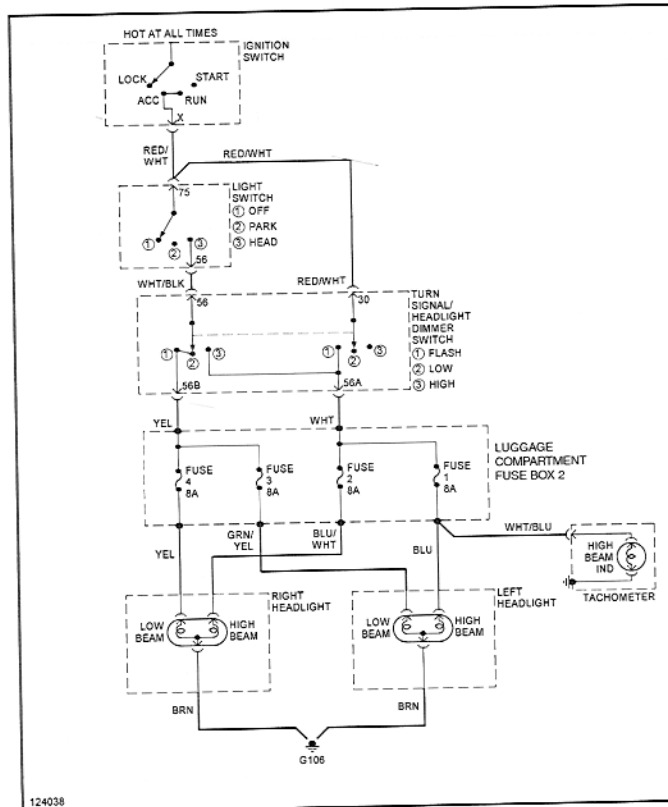 HOT AT ALL TIMES
IGNITION
SWITCH
LOCK
START
ACC
RUN
X
RED/
WHT
RED/WHT
75
LIGHT
SWITCH
① OFF
② PARK
③ HEAD
①
②
③
56
WHT/BLK
RED/WHT
56
30
TURN
SIGNAL/
HEADLIGHT
DIMMER
SWITCH
① FLASH
② LOW
③ HIGH
①
②
③
①
②
③
56B
56A
YEL
WHT
LUGGAGE
COMPARTMENT
FUSE BOX 2
FUSE
4
8A
FUSE
3
8A
FUSE
2
8A
FUSE
1
8A
YEL
GRN/
YEL
BLU/
WHT
BLU
WHT/BLU
HIGH
BEAM
IND
TACHOMETER
RIGHT
HEADLIGHT
LOW
BEAM
HIGH
BEAM
LEFT
HEADLIGHT
LOW
BEAM
HIGH
BEAM
BRN
BRN
G106
124038